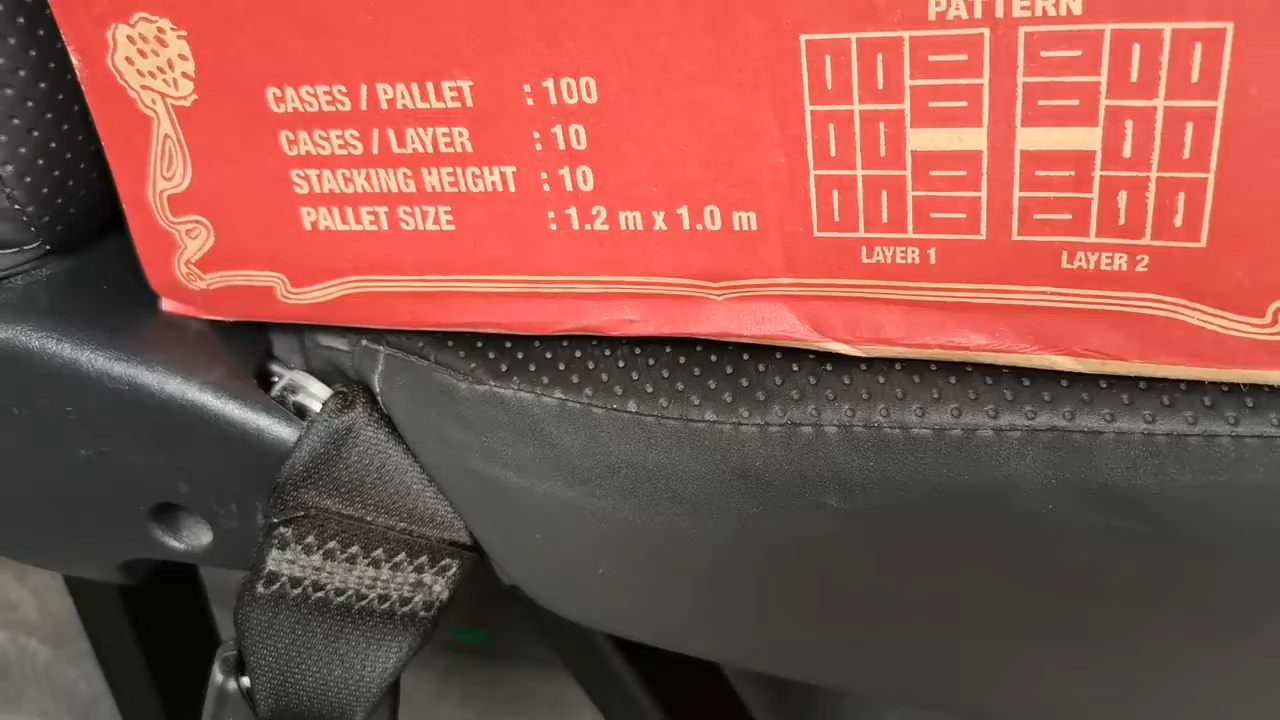 PATTERN
CASES / PALLET : 100
CASES / LAYER : 10
STACKING HEIGHT : 10
PALLET SIZE : 1.2 m x 1.0 m
LAYER 1
LAYER 2